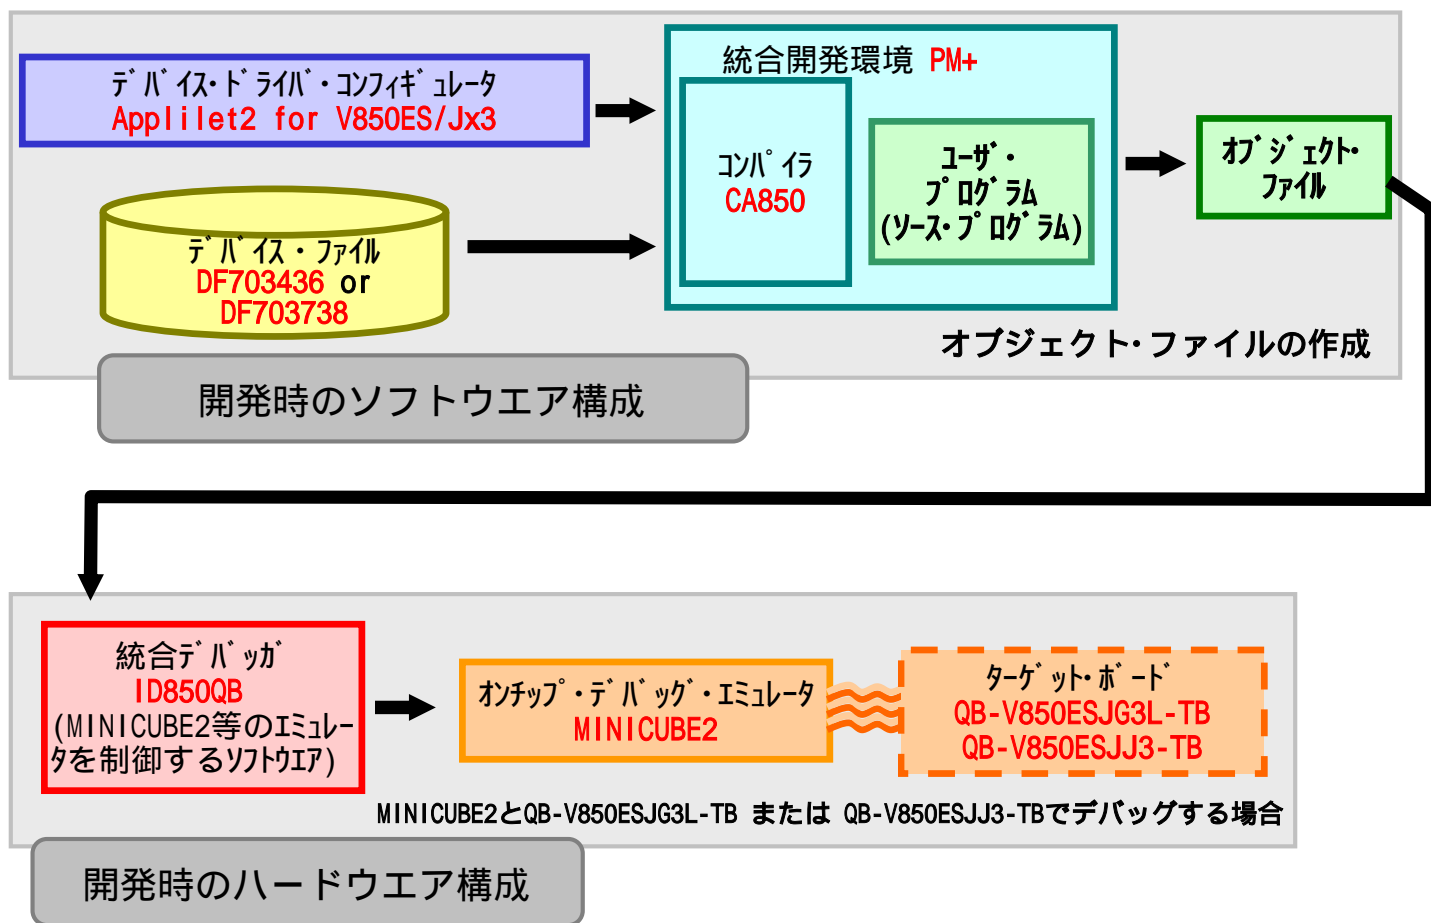 デバイス・ドライバ・コンフィギュレータ
Applilet2 for V850ES/Jx3
デバイス・ファイル
DF703436 or
DF703738
統合開発環境 PM+
コンパイラ
CA850
ユーザ・
プログラム
(ソース・プログラム)
オブジェクト・
ファイル
オブジェクト・ファイルの作成
開発時のソフトウエア構成
統合デバッガ
ID850QB
(MINICUBE2等のエミュレー
タを制御するソフトウエア)
オンチップ・デバッグ・エミュレータ
MINICUBE2
ターゲット・ボード
QB-V850ESJG3L-TB
QB-V850ESJJ3-TB
MINICUBE2とQB-V850ESJG3L-TB または QB-V850ESJJ3-TBでデバッグする場合
開発時のハードウエア構成